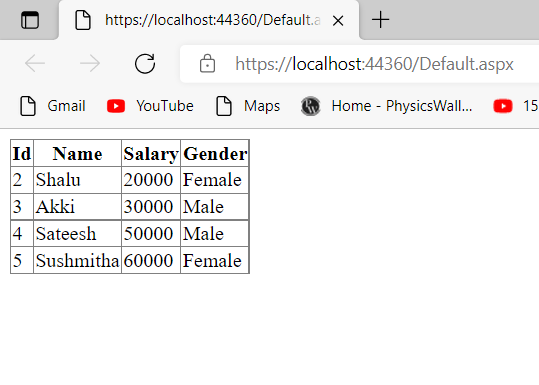 https://localhost:44360/Default.a
https://localhost:44360/Default.aspx
Gmail YouTube Maps Home - PhysicsWall... 15
Id Name Salary Gender
2 Shalu 20000 Female
3 Akki 30000 Male
4 Sateesh 50000 Male
5 Sushmitha 60000 Female